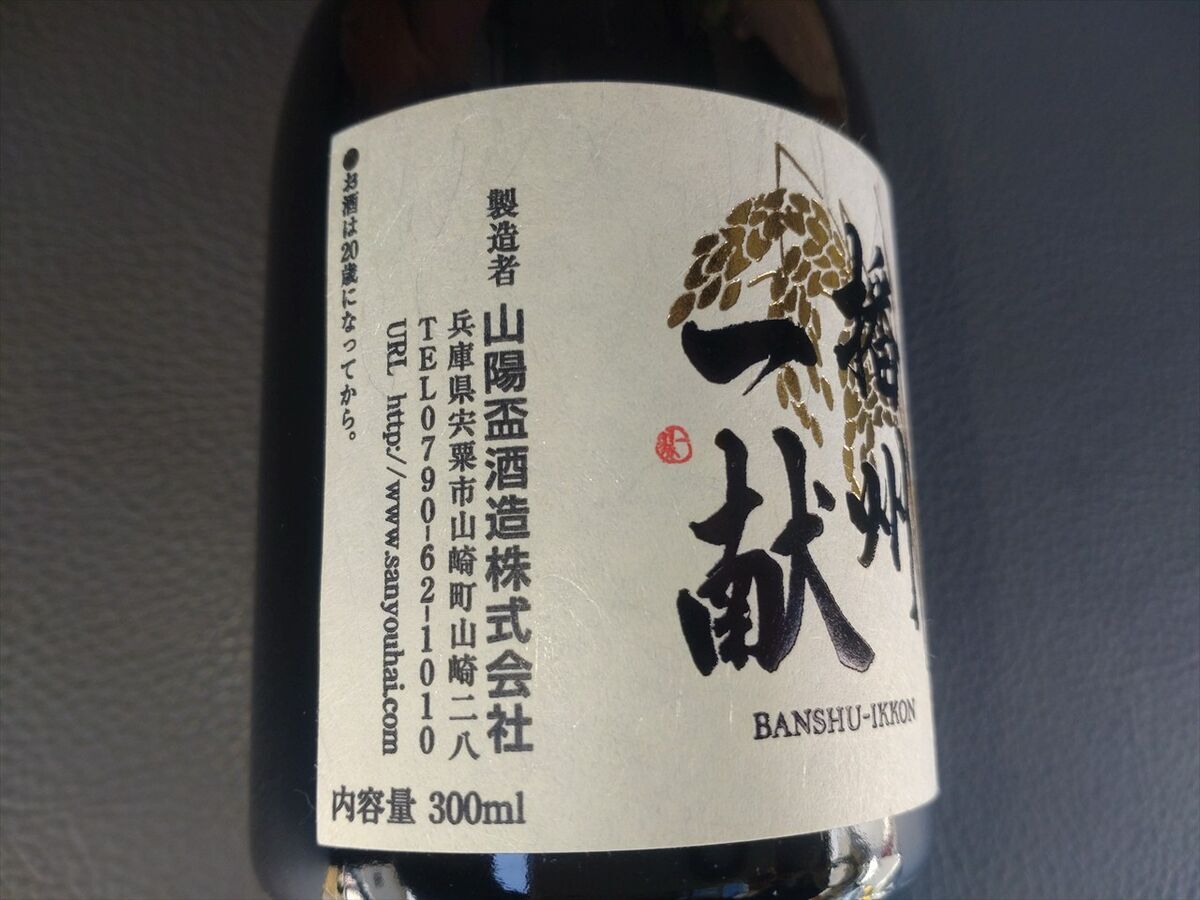 播州
一献
BANSHU-IKKON
製造者 山陽盃酒造株式会社
兵庫県宍粟市山崎町山崎二八
TEL0790-62-1010
URL http://www.sanyouhai.com
●お酒は20歳になってから。
内容量 300ml